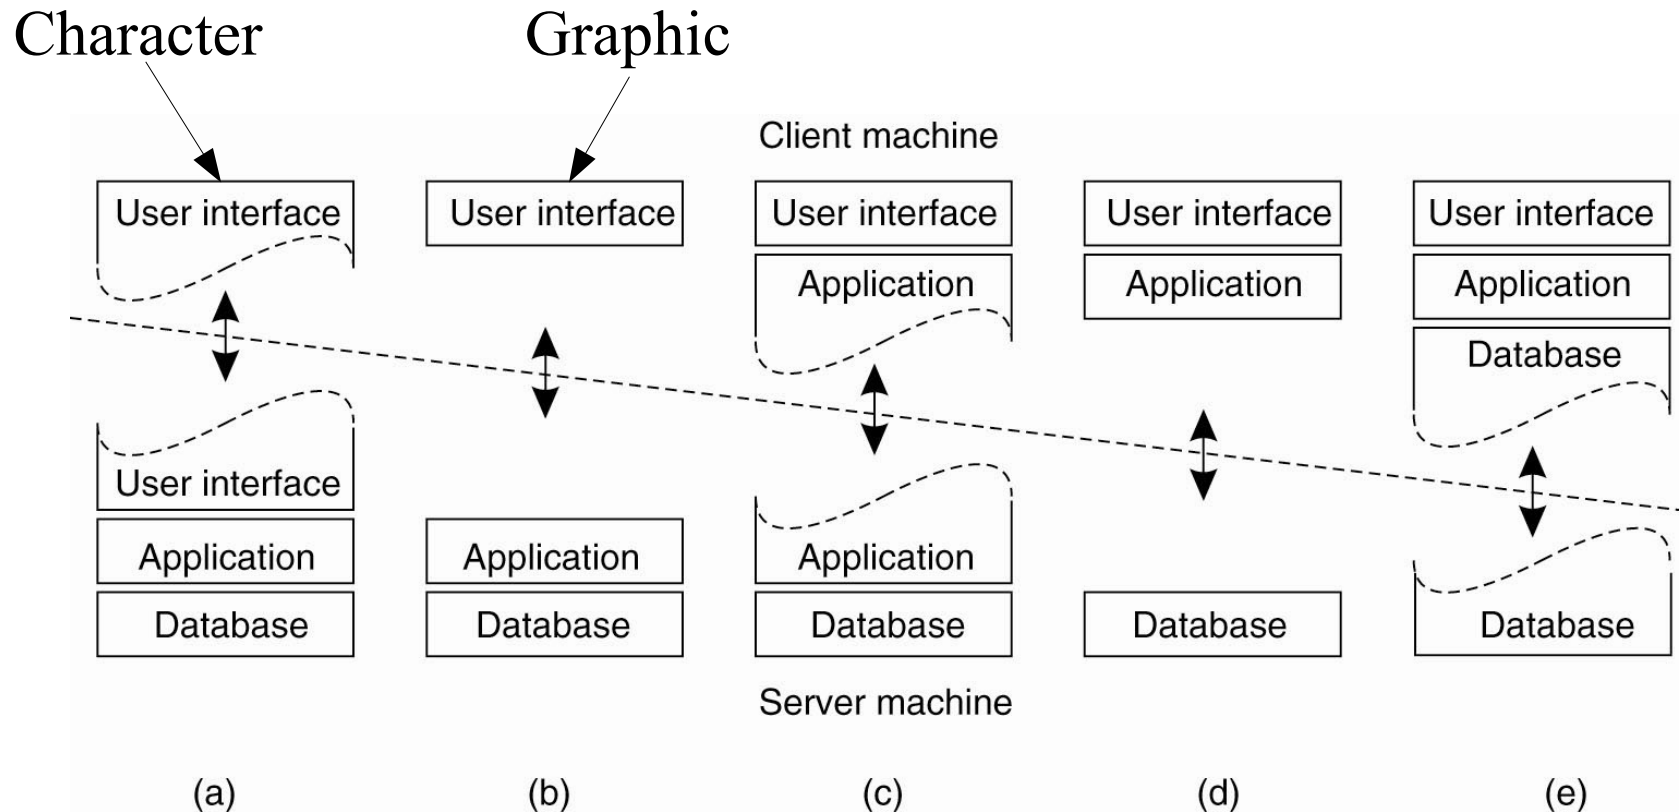 Character Graphic
Client machine
User interface User interface User interface User interface User interface
Application Application Application
Database
User interface
Application Application Application
Database Database Database Database Database
Server machine
(a) (b) (c) (d) (e)